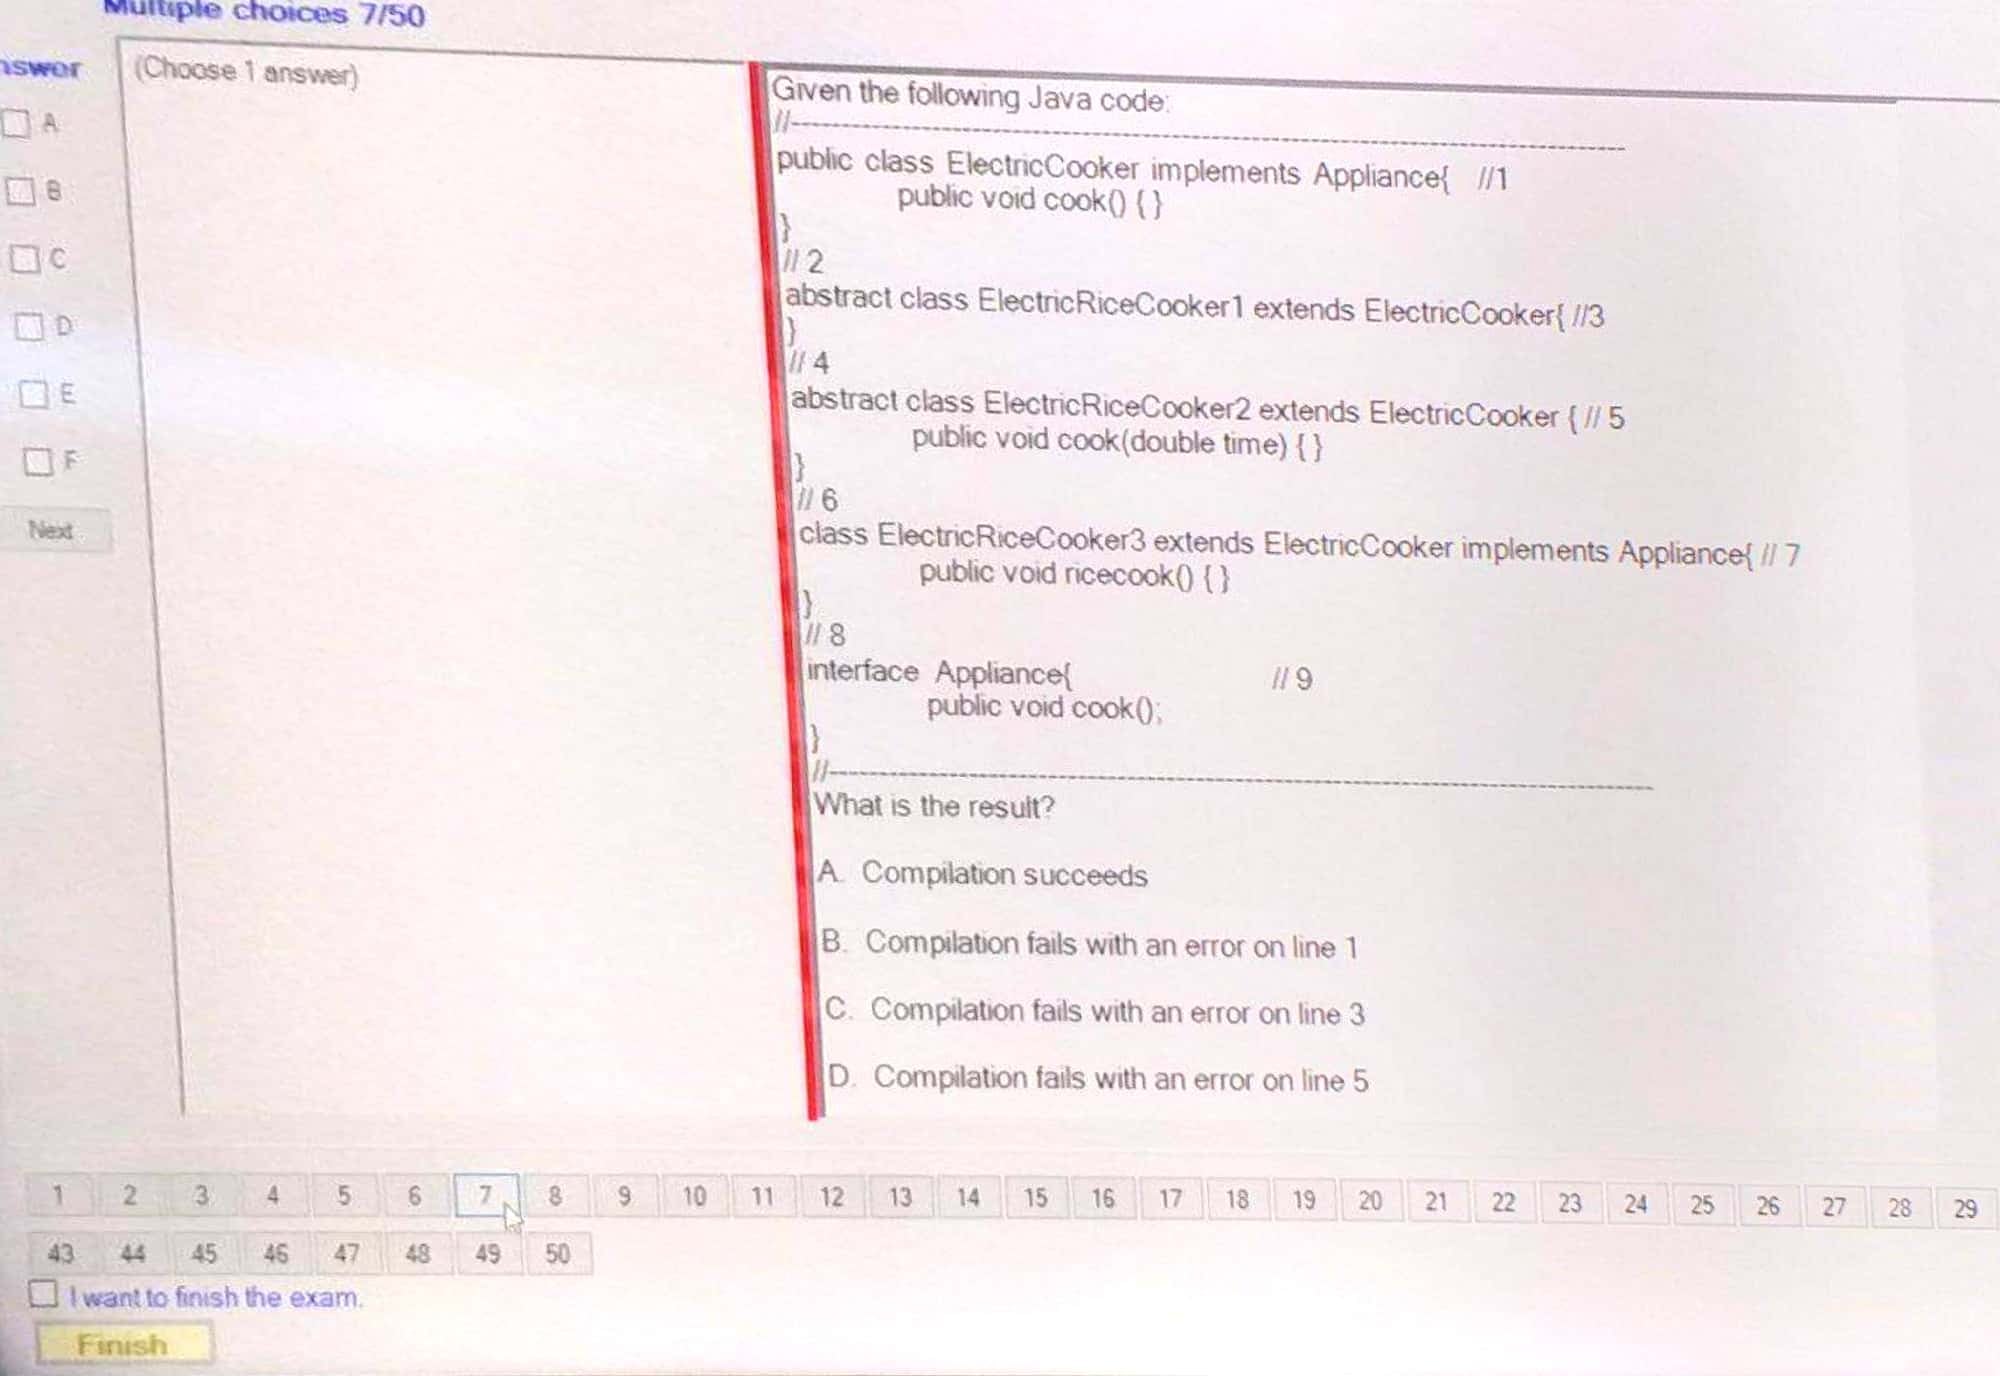 Multiple choices 7/50
nswer
(Choose 1 answer)
A
B
C
D
E
F
Next
Given the following Java code:
//--------------------------------------------------------------------------------
public class ElectricCooker implements Appliance{ //1
public void cook() { }
}
// 2
abstract class ElectricRiceCooker1 extends ElectricCooker{ //3
}
// 4
abstract class ElectricRiceCooker2 extends ElectricCooker { // 5
public void cook(double time) { }
}
// 6
class ElectricRiceCooker3 extends ElectricCooker implements Appliance{ // 7
public void ricecook() { }
}
// 8
interface Appliance{ // 9
public void cook();
}
//--------------------------------------------------------------------------------
What is the result?
A. Compilation succeeds
B. Compilation fails with an error on line 1
C. Compilation fails with an error on line 3
D. Compilation fails with an error on line 5
1 2 3 4 5 6 7 8 9 10 11 12 13 14 15 16 17 18 19 20 21 22 23 24 25 26 27 28 29
43 44 45 46 47 48 49 50
I want to finish the exam.
Finish